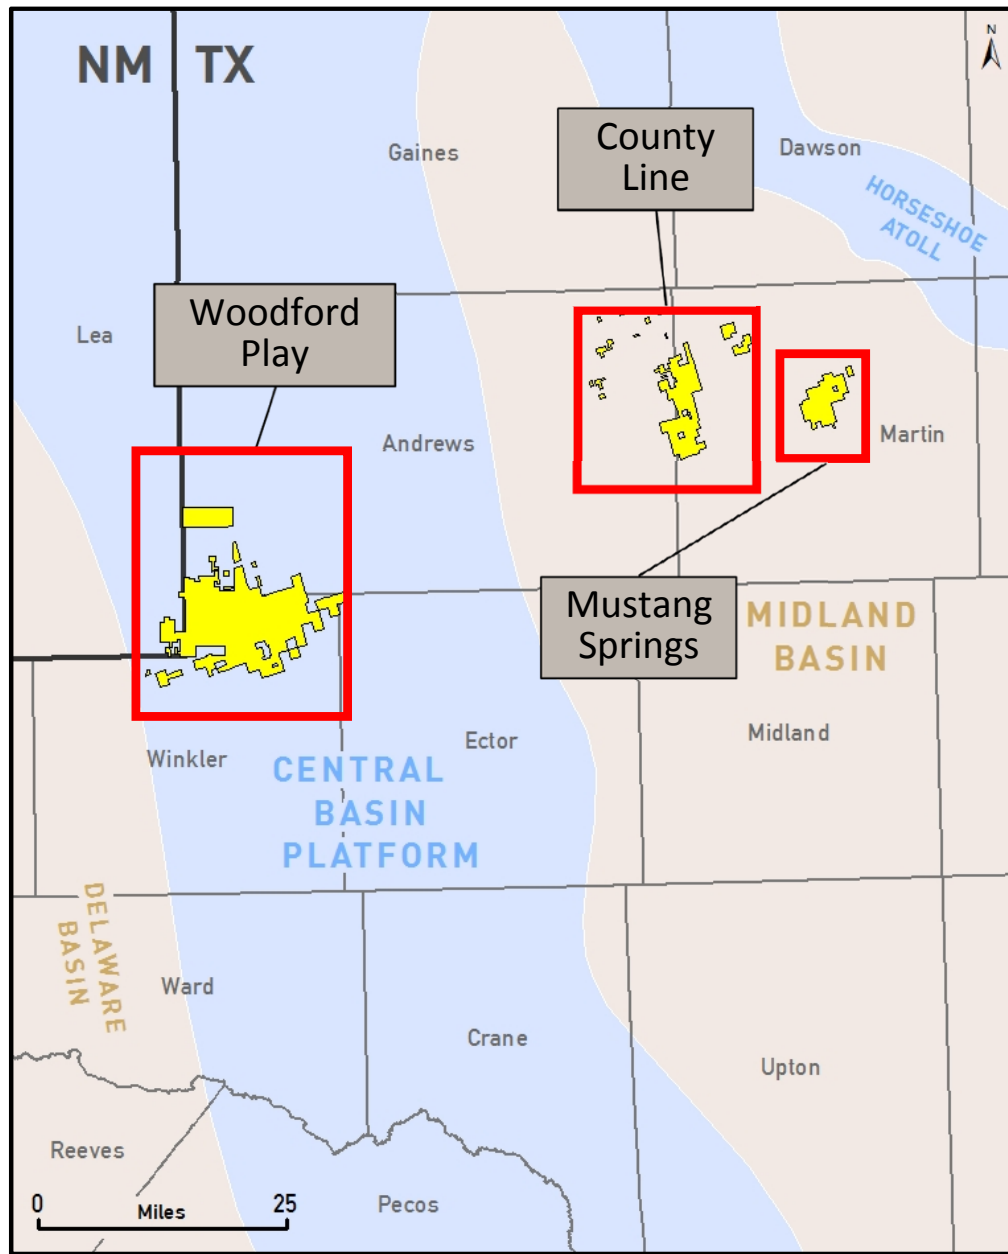 N
NM TX
County
Line
Gaines
Dawson
HORSESHOE
ATOLL
Woodford
Play
Lea
Andrews
Martin
Mustang
Springs
MIDLAND
BASIN
Winkler
Ector
Midland
CENTRAL
BASIN
PLATFORM
DELAWARE
BASIN
Ward
Crane
Upton
Reeves
Pecos
0 Miles 25